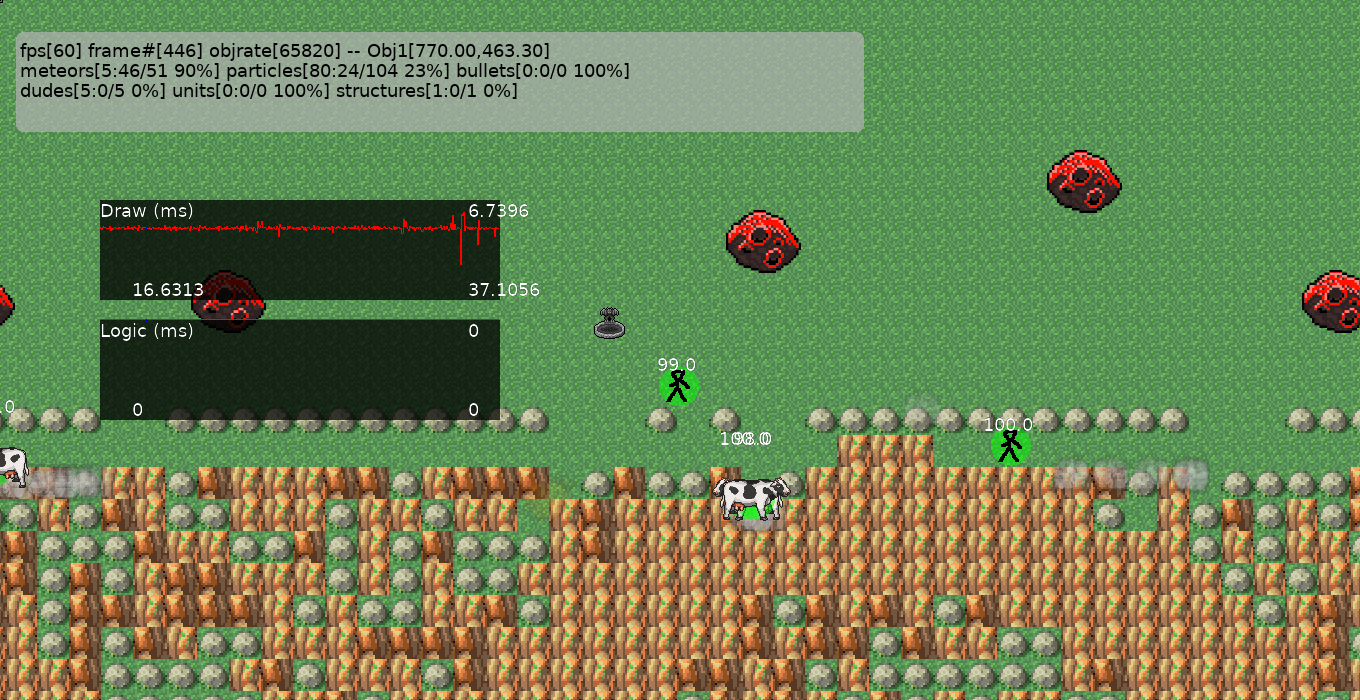 fps[60] frame#[446] objrate[65820] -- Obj1[770.00,463.30]
meteors[5:46/51 90%] particles[80:24/104 23%] bullets[0:0/0 100%]
dudes[5:0/5 0%] units[0:0/0 100%] structures[1:0/1 0%]
Draw (ms) 6.7396
16.6313 37.1056
Logic (ms) 0
0 0
99.0
.0
100.0
98.0